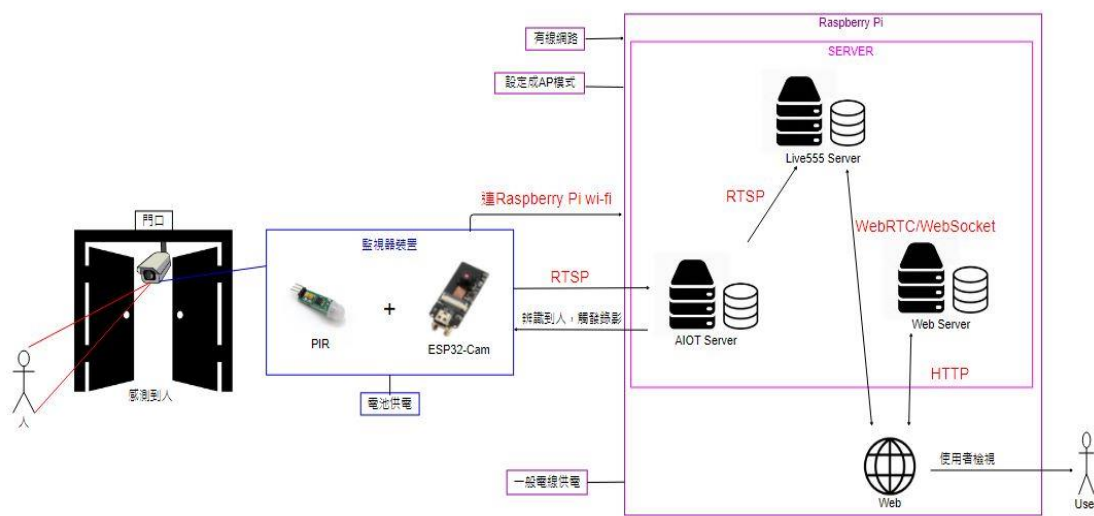 Raspberry Pi
有線網路
SERVER
設定成AP模式
Live555 Server
RTSP
連Raspberry Pi wi-fi
門口
監視器裝置
WebRTC/WebSocket
RTSP
PIR
+
ESP32-Cam
辨識到人，觸發錄影
AIOT Server
Web Server
HTTP
感測到人
電池供電
人
使用者檢視
一般電線供電
Web
User